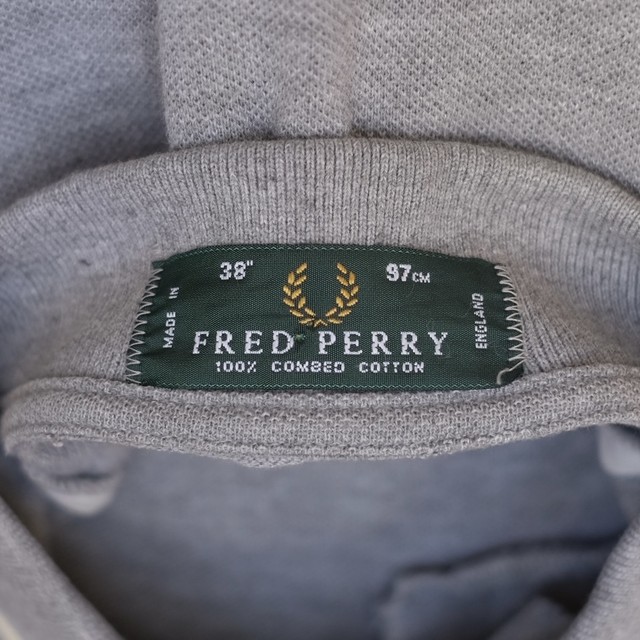 38" 97CM
MADE IN
FRED PERRY
ENGLAND
100% COMBED COTTON